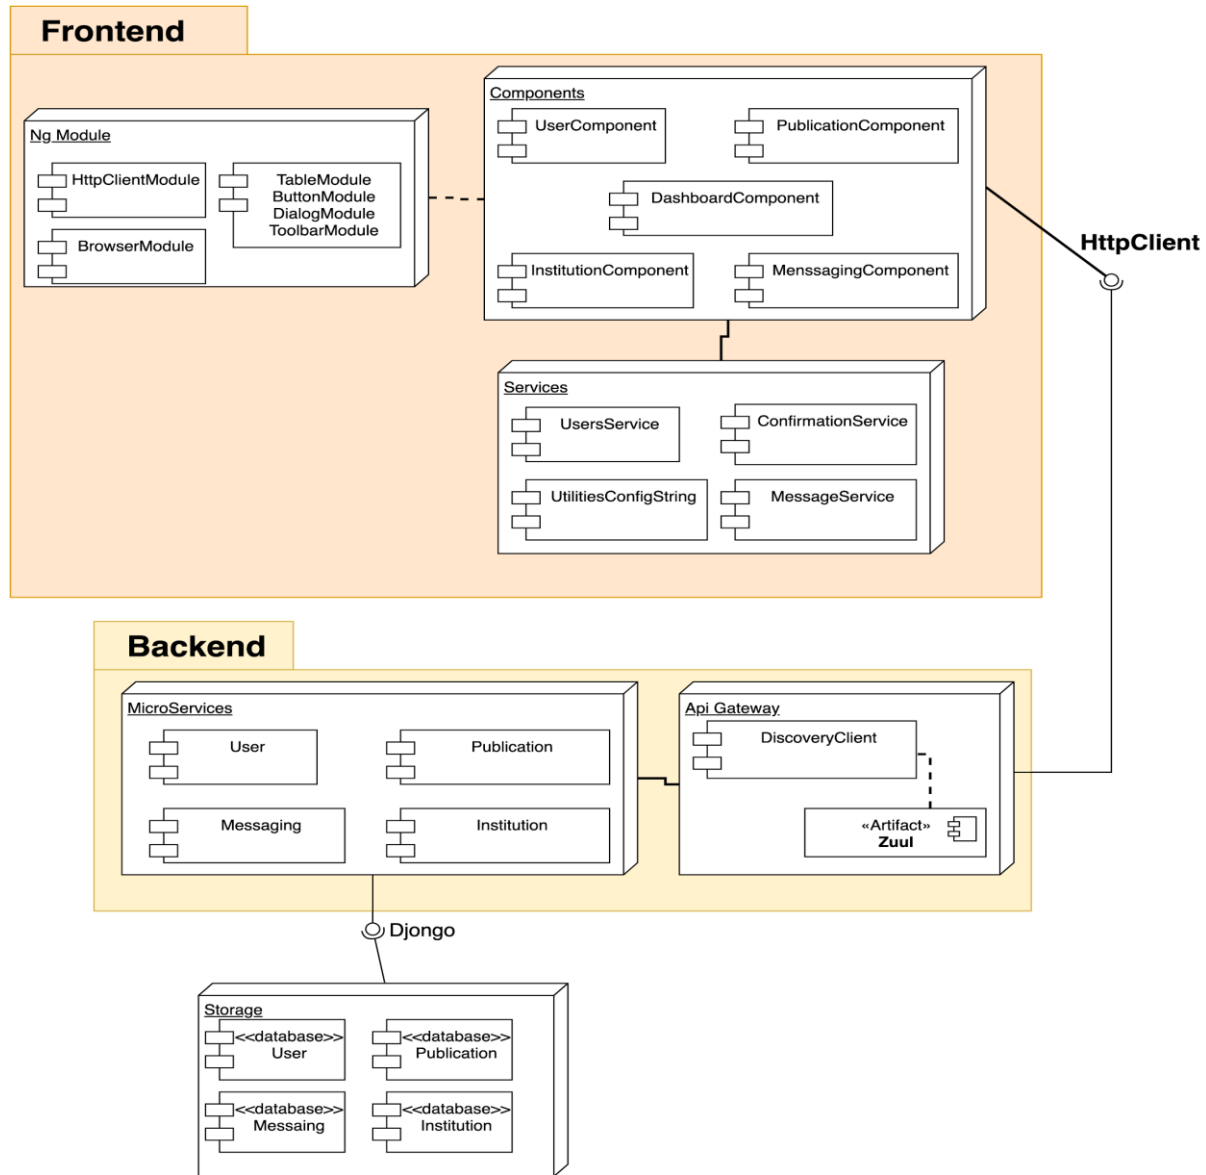 Frontend
Ng Module
HttpClientModule
TableModule
ButtonModule
DialogModule
ToolbarModule
BrowserModule
Components
UserComponent
PublicationComponent
DashboardComponent
InstitutionComponent
MenssagingComponent
HttpClient
Services
UsersService
ConfirmationService
UtilitiesConfigString
MessageService
Backend
MicroServices
User
Publication
Messaging
Institution
Api Gateway
DiscoveryClient
«Artifact»
Zuul
Djongo
Storage
<<database>>
User
<<database>>
Publication
<<database>>
Messaing
<<database>>
Institution